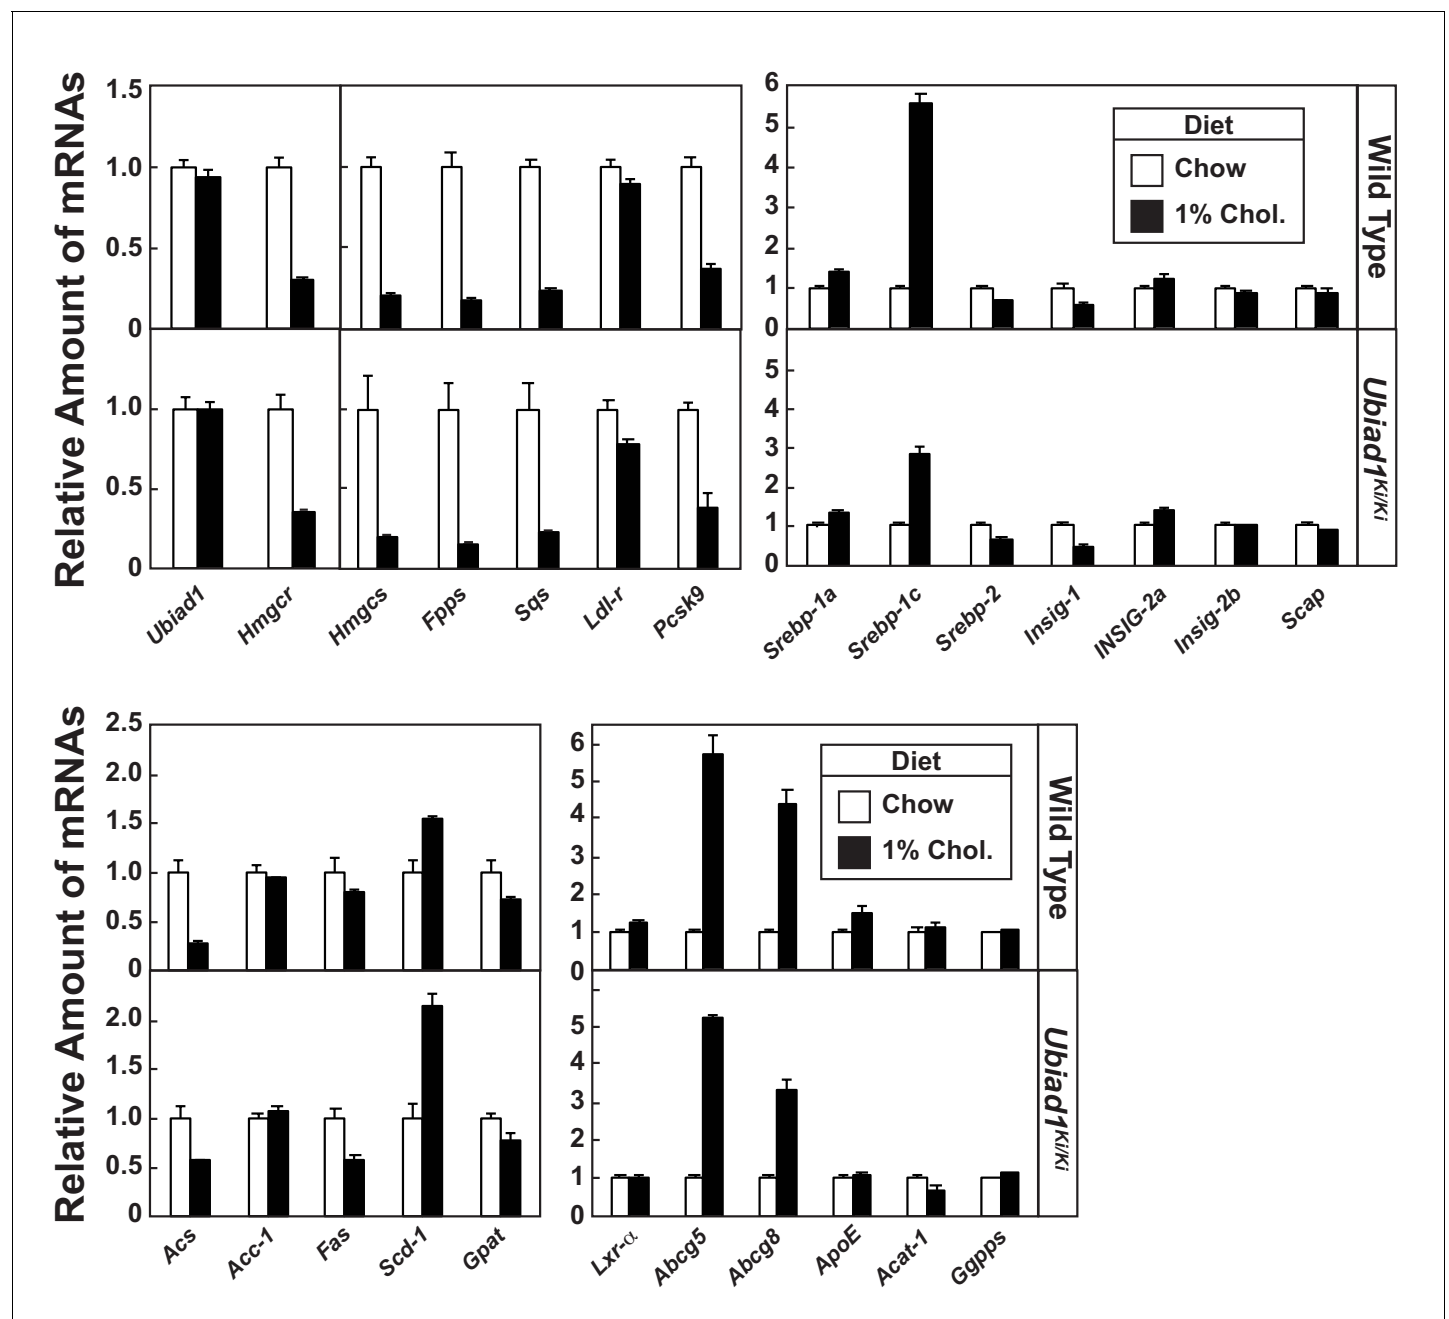 Relative Amount of mRNAs
1.5
1.0
0.5
0
1.0
0.5
0
Ubiad1
Hmgcr
Hmgcs
Fpps
Sqs
Ldl-r
Pcsk9
6
5
4
3
2
1
0
5
4
3
2
1
0
Diet
Chow
1% Chol.
Wild Type
Ubiad1Ki/Ki
Srebp-1a
Srebp-1c
Srebp-2
Insig-1
INSIG-2a
Insig-2b
Scap
Relative Amount of mRNAs
2.5
2.0
1.5
1.0
0.5
0
2.0
1.5
1.0
0.5
0
Acs
Acc-1
Fas
Scd-1
Gpat
6
5
4
3
2
1
0
5
4
3
2
1
0
Diet
Chow
1% Chol.
Wild Type
Ubiad1Ki/Ki
Lxr-α
Abcg5
Abcg8
ApoE
Acat-1
Ggpps